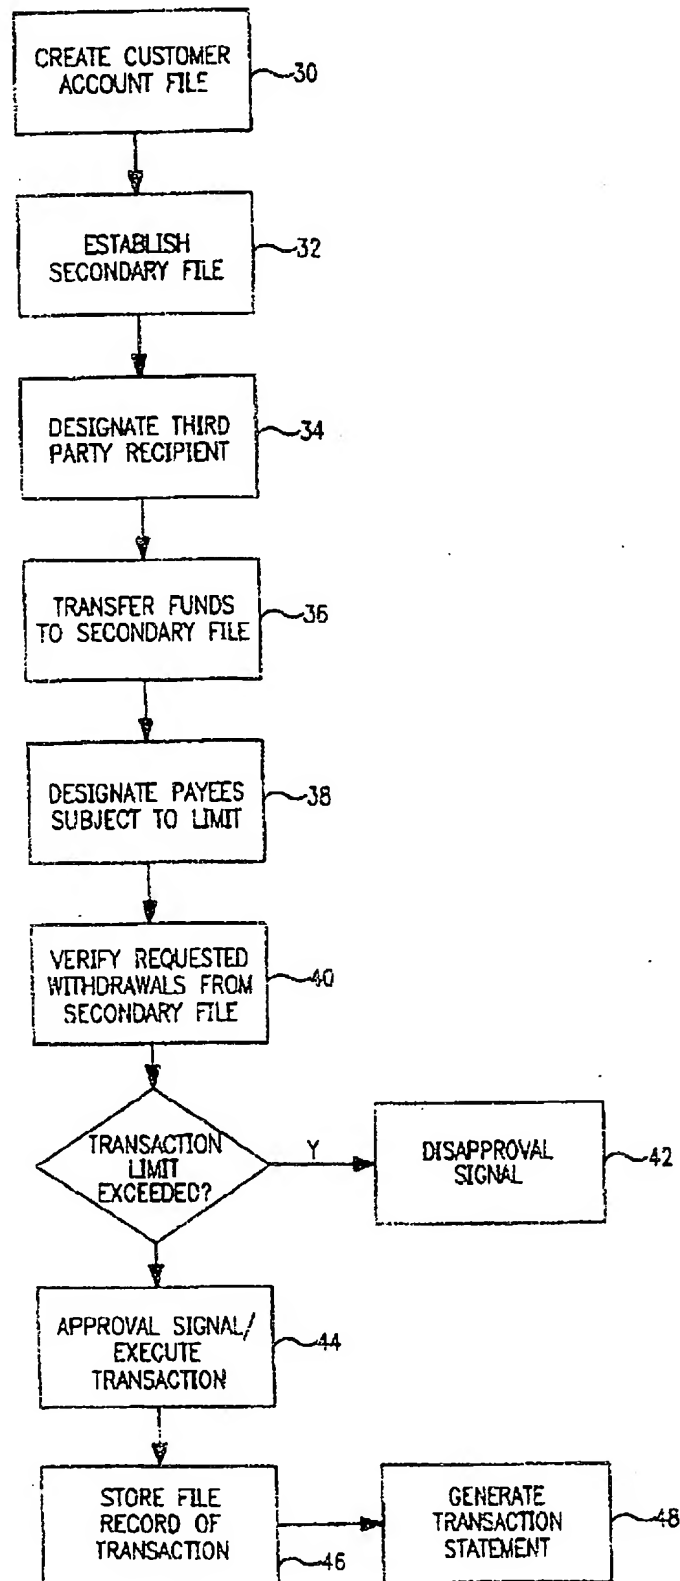 CREATE CUSTOMER
ACCOUNT FILE
30
ESTABLISH
SECONDARY FILE
32
DESIGNATE THIRD
PARTY RECIPIENT
34
TRANSFER FUNDS
TO SECONDARY FILE
36
DESIGNATE PAYEES
SUBJECT TO LIMIT
38
VERIFY REQUESTED
WITHDRAWALS FROM
SECONDARY FILE
40
TRANSACTION
LIMIT
EXCEEDED?
Y
DISAPPROVAL
SIGNAL
42
APPROVAL SIGNAL/
EXECUTE
TRANSACTION
44
STORE FILE
RECORD OF
TRANSACTION
46
GENERATE
TRANSACTION
STATEMENT
48